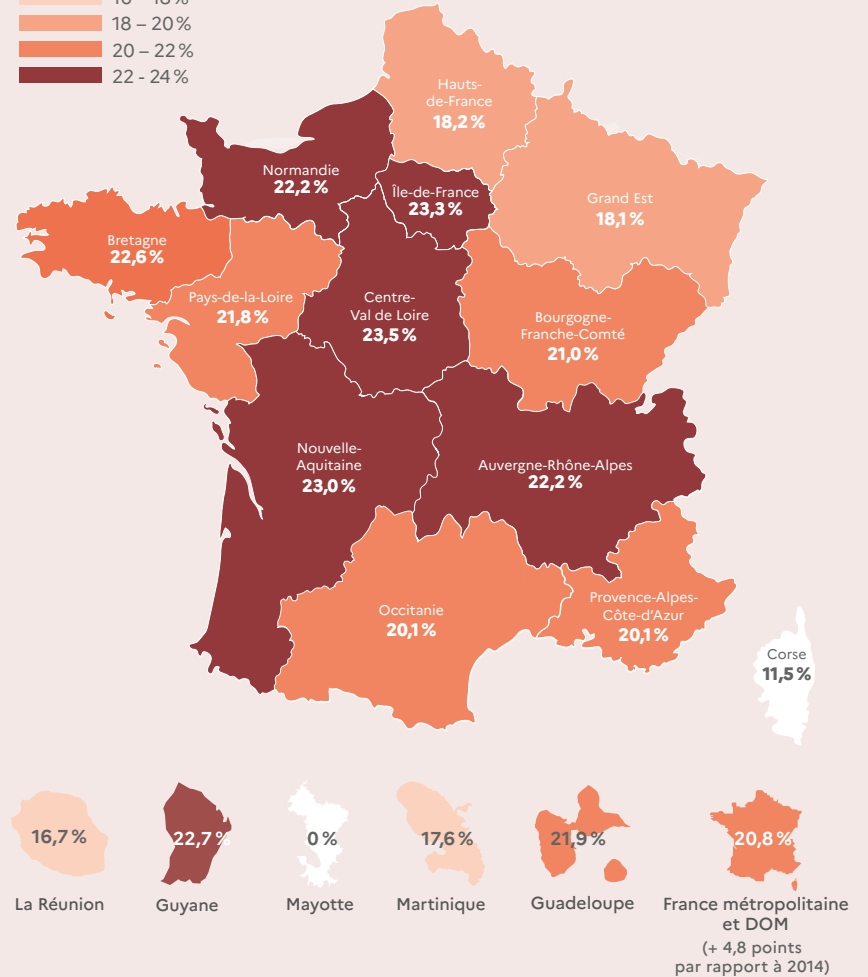 18 – 20 %
20 – 22 %
22 - 24 %
Hauts-
de-France
18,2 %
Normandie
22,2 %
Île-de-France
23,3 %
Grand Est
18,1 %
Bretagne
22,6 %
Pays-de-la-Loire
21,8 %
Centre-
Val de Loire
23,5 %
Bourgogne-
Franche-Comté
21,0 %
Nouvelle-
Aquitaine
23,0 %
Auvergne-Rhône-Alpes
22,2 %
Occitanie
20,1 %
Provence-Alpes-
Côte-d'Azur
20,1 %
Corse
11,5 %
16,7 %
22,7 %
0 %
17,6 %
21,9 %
20,8 %
La Réunion
Guyane
Mayotte
Martinique
Guadeloupe
France métropolitaine
et DOM
(+ 4,8 points
par rapport à 2014)